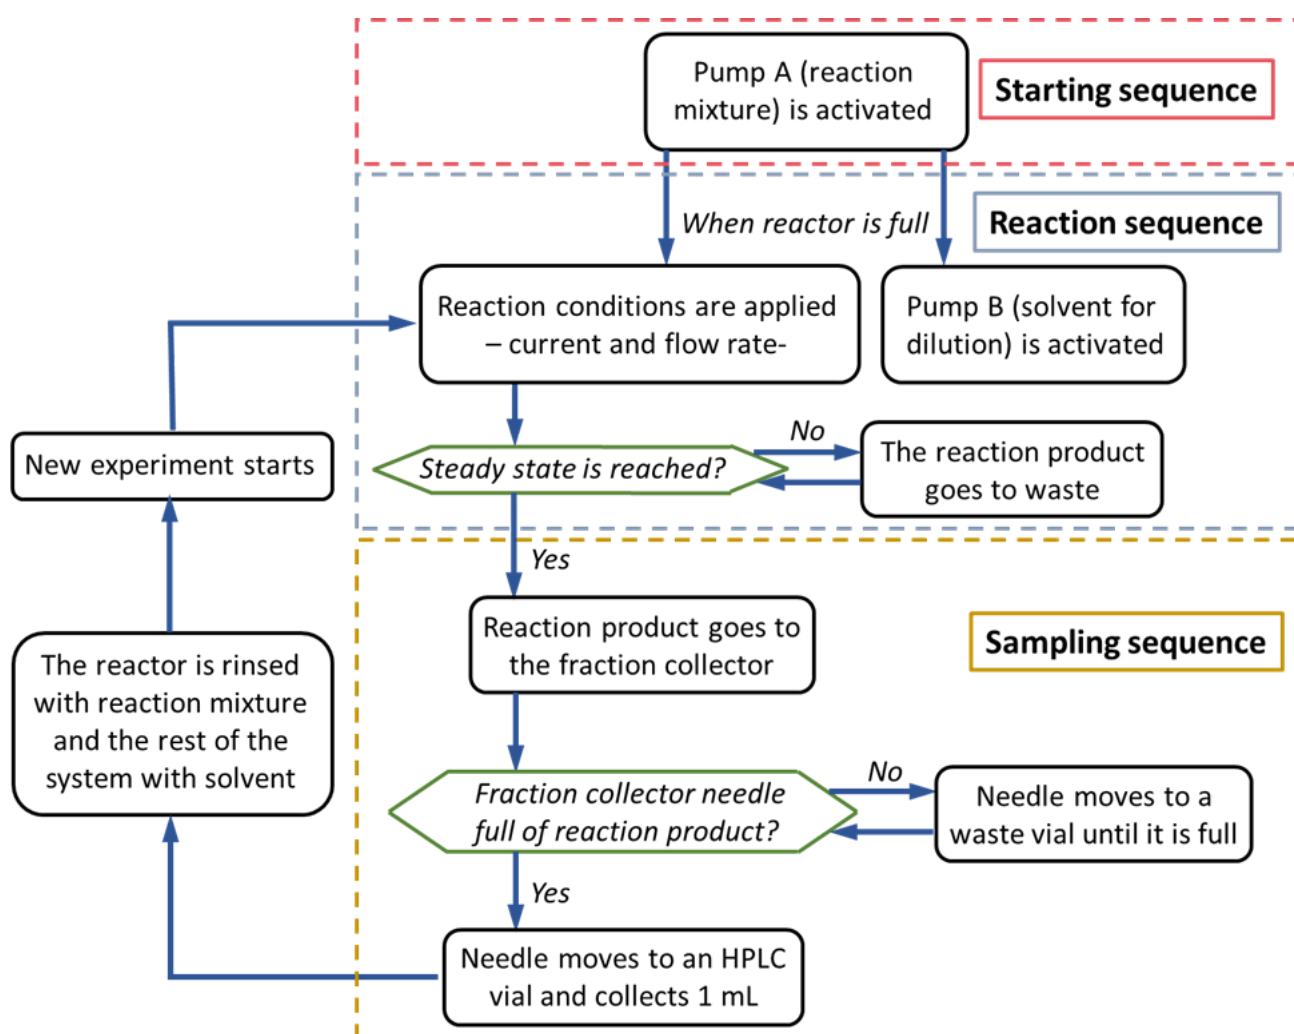 Pump A (reaction
mixture) is activated
Starting sequence
When reactor is full
Reaction sequence
Reaction conditions are applied
– current and flow rate-
Pump B (solvent for
dilution) is activated
New experiment starts
Steady state is reached?
No
The reaction product
goes to waste
Yes
Reaction product goes to
the fraction collector
Sampling sequence
The reactor is rinsed
with reaction mixture
and the rest of the
system with solvent
Fraction collector needle
full of reaction product?
No
Needle moves to a
waste vial until it is full
Yes
Needle moves to an HPLC
vial and collects 1 mL